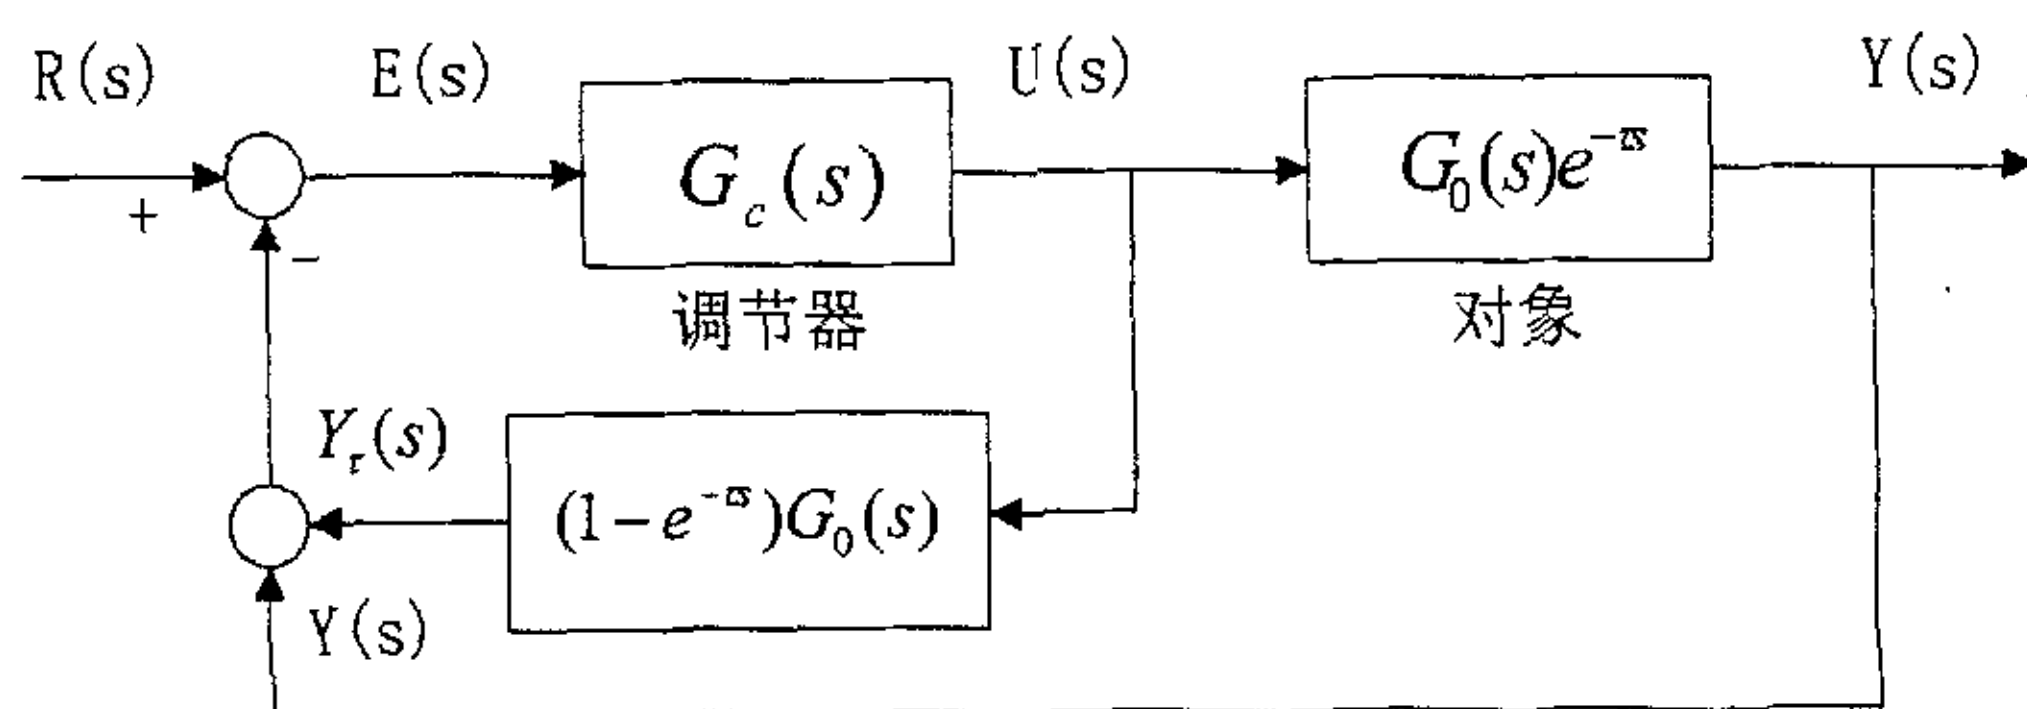 R(s)
E(s)
U(s)
Y(s)
+
-
G_c(s)
G_0(s)e^{-τs}
调节器
对象
Y_τ(s)
(1-e^{-τs})G_0(s)
Y(s)